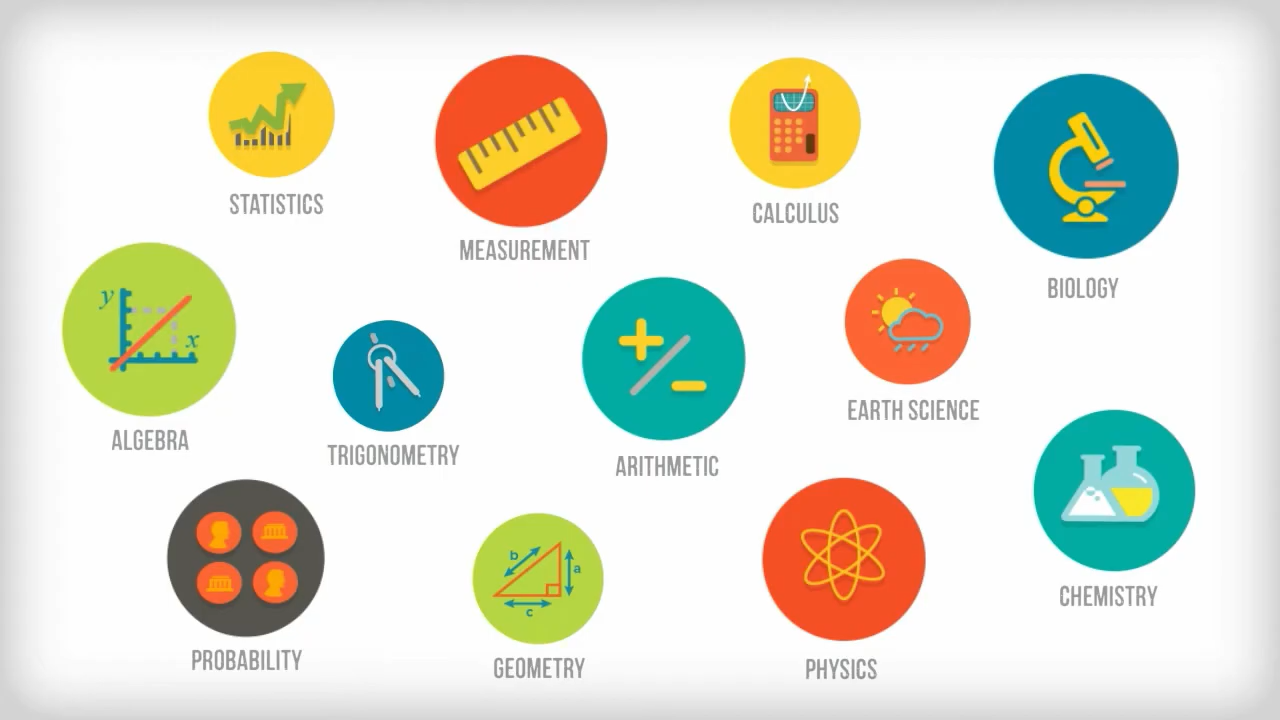 STATISTICS
MEASUREMENT
CALCULUS
BIOLOGY
y
x
ALGEBRA
TRIGONOMETRY
ARITHMETIC
EARTH SCIENCE
PROBABILITY
b
a
c
GEOMETRY
PHYSICS
CHEMISTRY